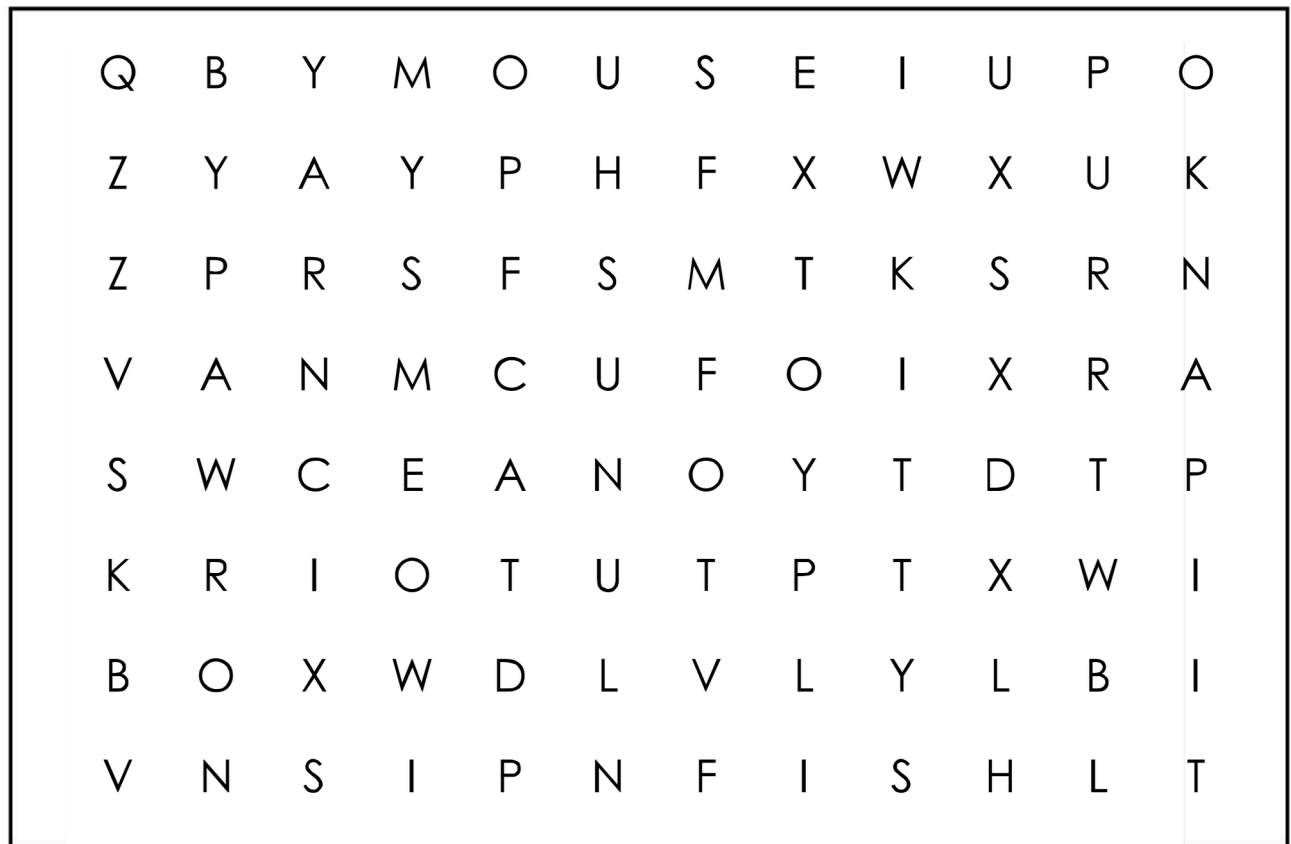 Q B Y M O U S E I U P O
Z Y A Y P H F X W X U K
Z P R S F S M T K S R N
V A N M C U F O I X R A
S W C E A N O Y T D T P
K R I O T U T P T X W I
B O X W D L V L Y L B I
V N S I P N F I S H L T